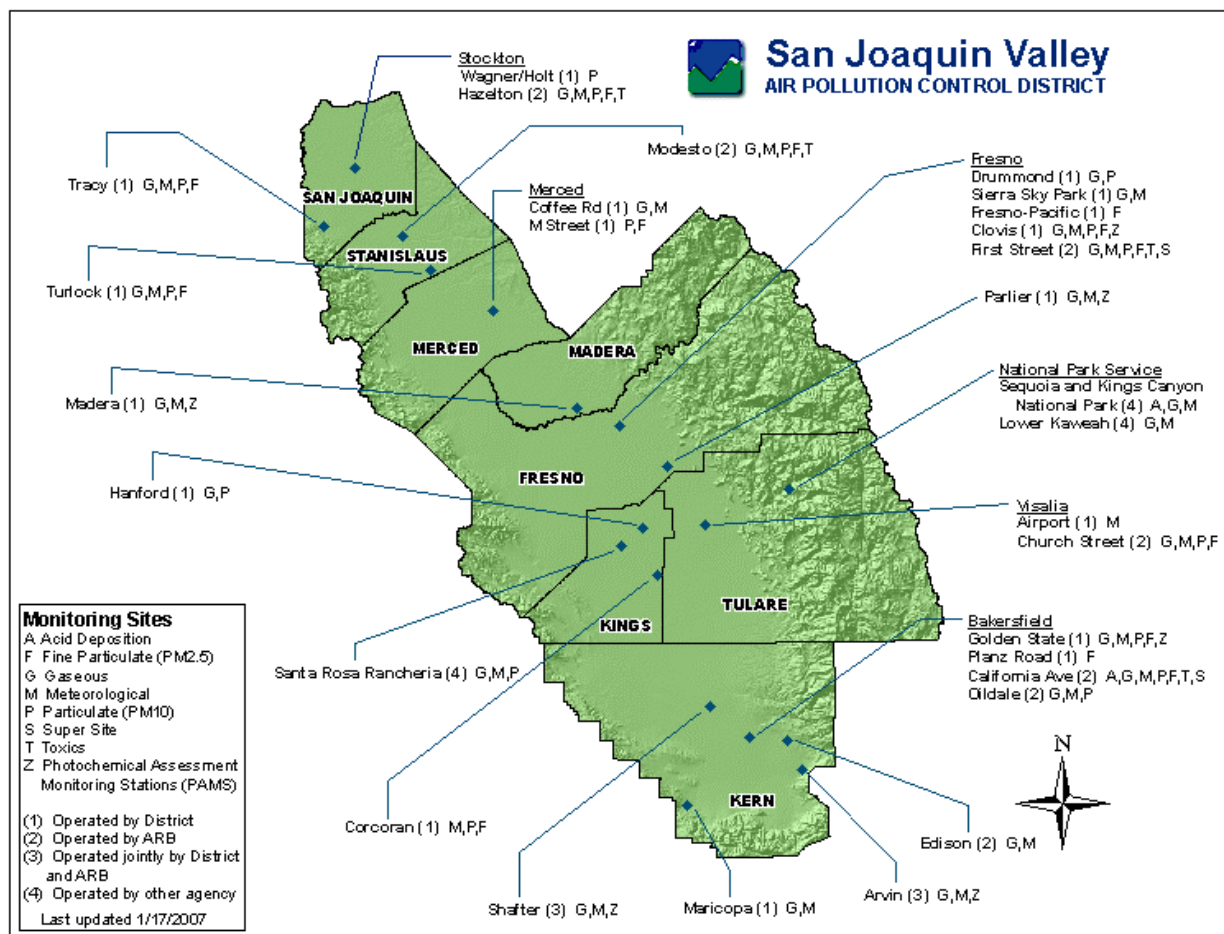 San Joaquin Valley
AIR POLLUTION CONTROL DISTRICT
Stockton
Wagner/Holt (1) P
Hazelton (2) G,M,P,F,T
Modesto (2) G,M,P,F,T
Tracy (1) G,M,P,F
Merced
Coffee Rd (1) G,M
M Street (1) P,F
Fresno
Drummond (1) G,P
Sierra Sky Park (1) G,M
Fresno-Pacific (1) F
Clovis (1) G,M,P,F,Z
First Street (2) G,M,P,F,T,S
Turlock (1) G,M,P,F
Parlier (1) G,M,Z
Madera (1) G,M,Z
National Park Service
Sequoia and Kings Canyon
National Park (4) A,G,M
Lower Kaweah (4) G,M
Hanford (1) G,P
Visalia
Airport (1) M
Church Street (2) G,M,P,F
SAN JOAQUIN
STANISLAUS
MERCED
MADERA
FRESNO
TULARE
KINGS
KERN
Santa Rosa Rancheria (4) G,M,P
Bakersfield
Golden State (1) G,M,P,F,Z
Planz Road (1) F
California Ave (2) A,G,M,P,F,T,S
Oildale (2) G,M,P
Corcoran (1) M,P,F
Edison (2) G,M
Arvin (3) G,M,Z
Shafter (3) G,M,Z
Maricopa (1) G,M
N
Monitoring Sites
A Acid Deposition
F Fine Particulate (PM2.5)
G Gaseous
M Meteorological
P Particulate (PM10)
S Super Site
T Toxics
Z Photochemical Assessment
Monitoring Stations (PAMS)
(1) Operated by District
(2) Operated by ARB
(3) Operated jointly by District
and ARB
(4) Operated by other agency
Last updated 1/17/2007